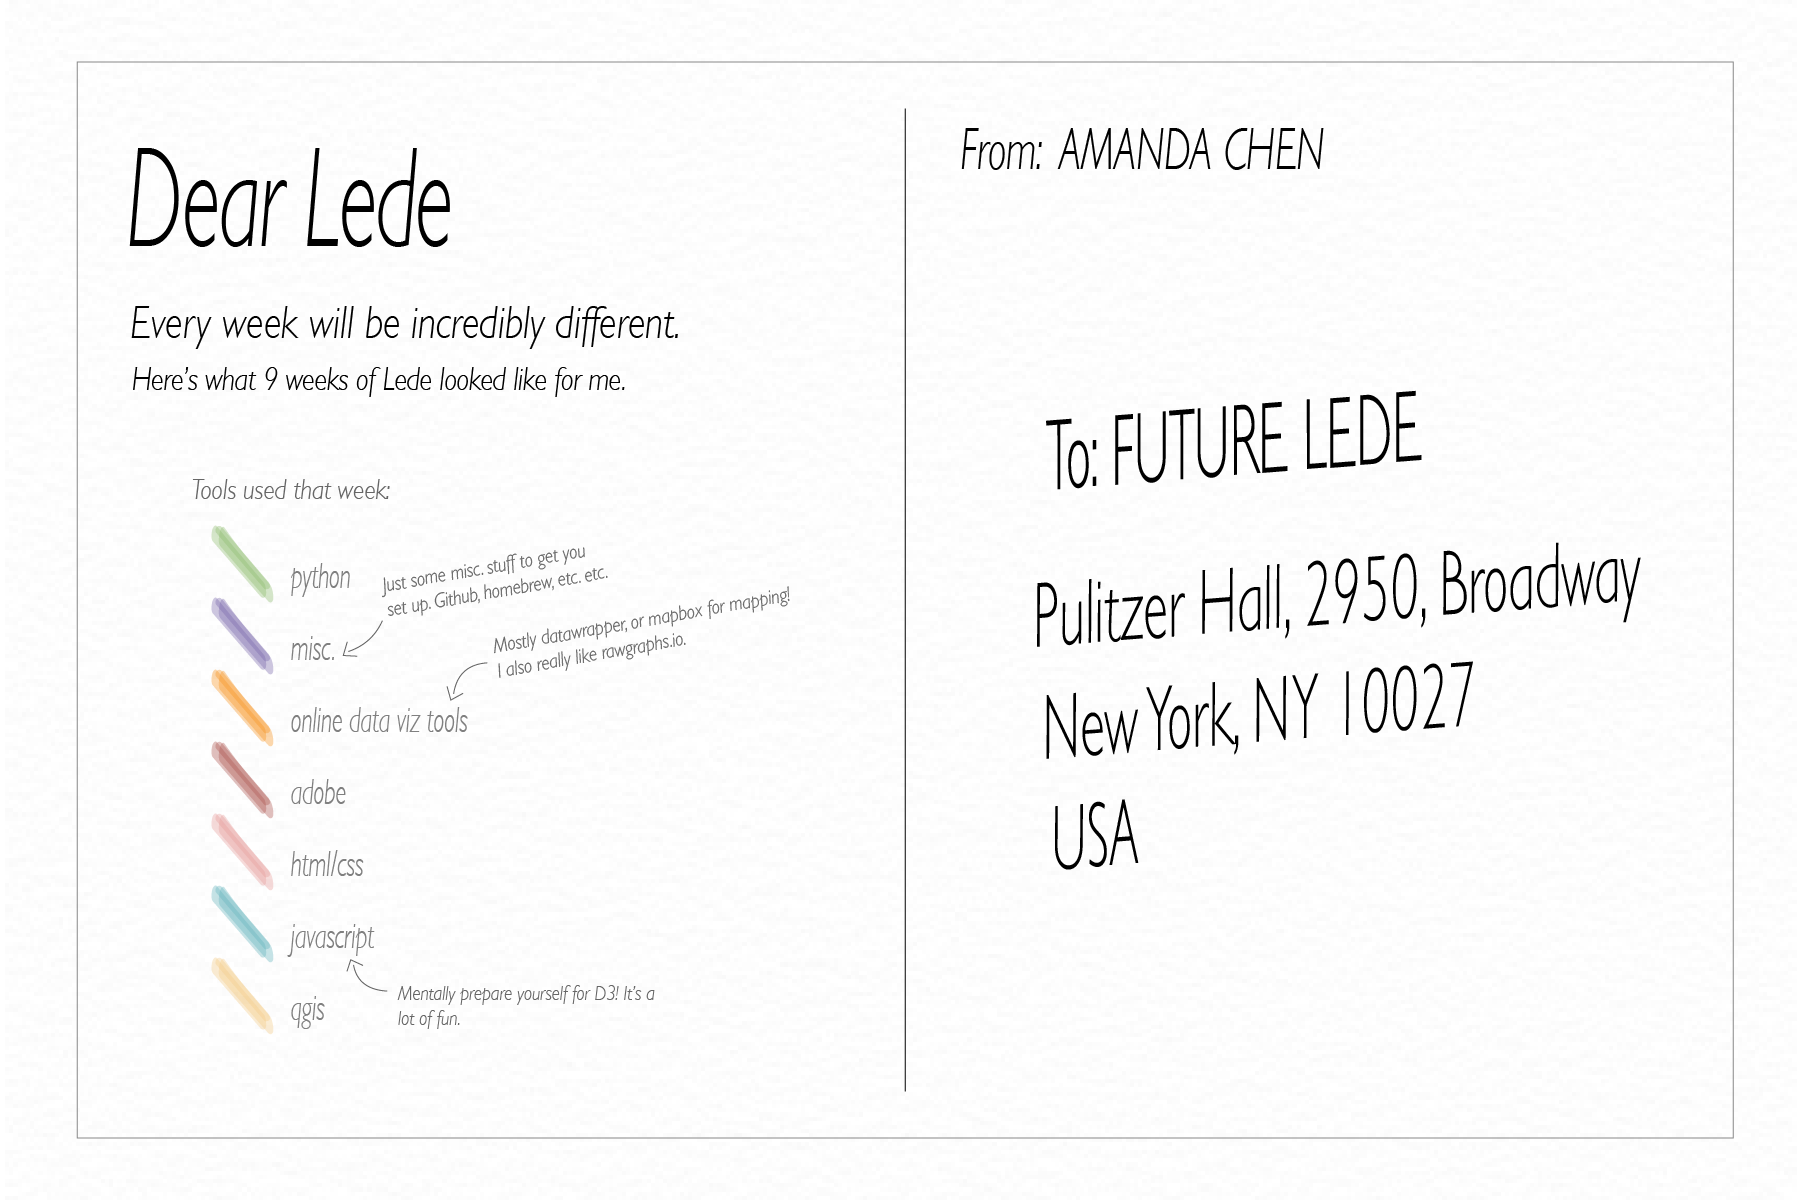 Dear Lede
Every week will be incredibly different.
Here's what 9 weeks of Lede looked like for me.
Tools used that week:
python
Just some misc. stuff to get you
set up. Github, homebrew, etc. etc.
misc.
Mostly datawrapper, or mapbox for mapping!
I also really like rawgraphs.io.
online data viz tools
adobe
html/css
javascript
Mentally prepare yourself for D3! It's a
lot of fun.
qgis
From: AMANDA CHEN
To: FUTURE LEDE
Pulitzer Hall, 2950, Broadway
New York, NY 10027
USA